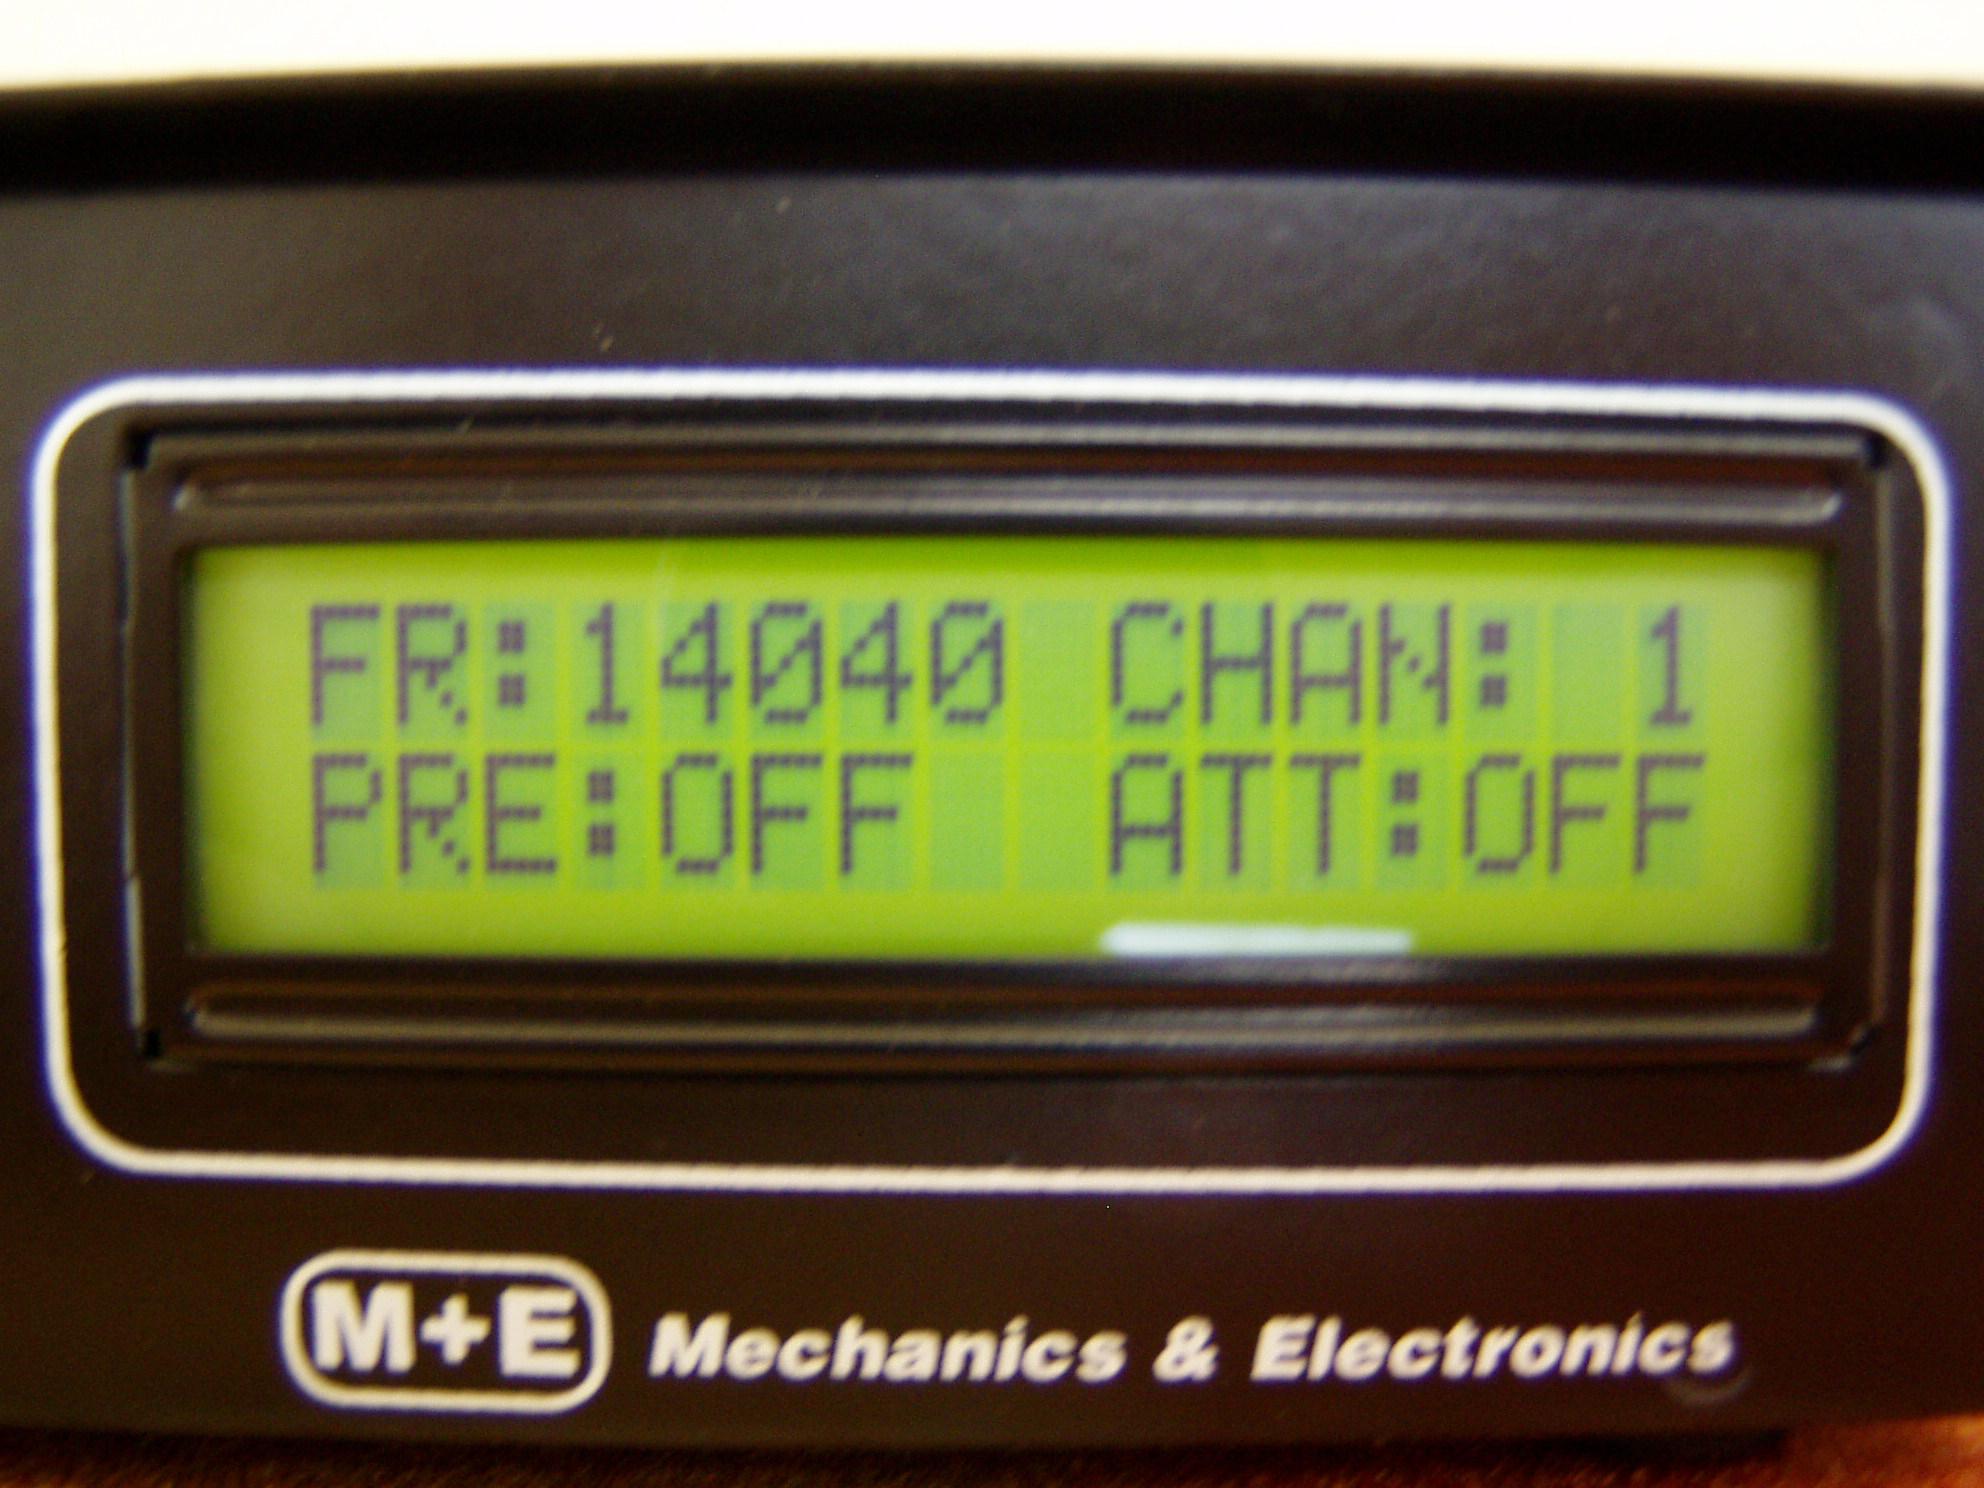 FR:14040 CHAN: 1
PRE:OFF  ATT:OFF
M+E Mechanics & Electronics